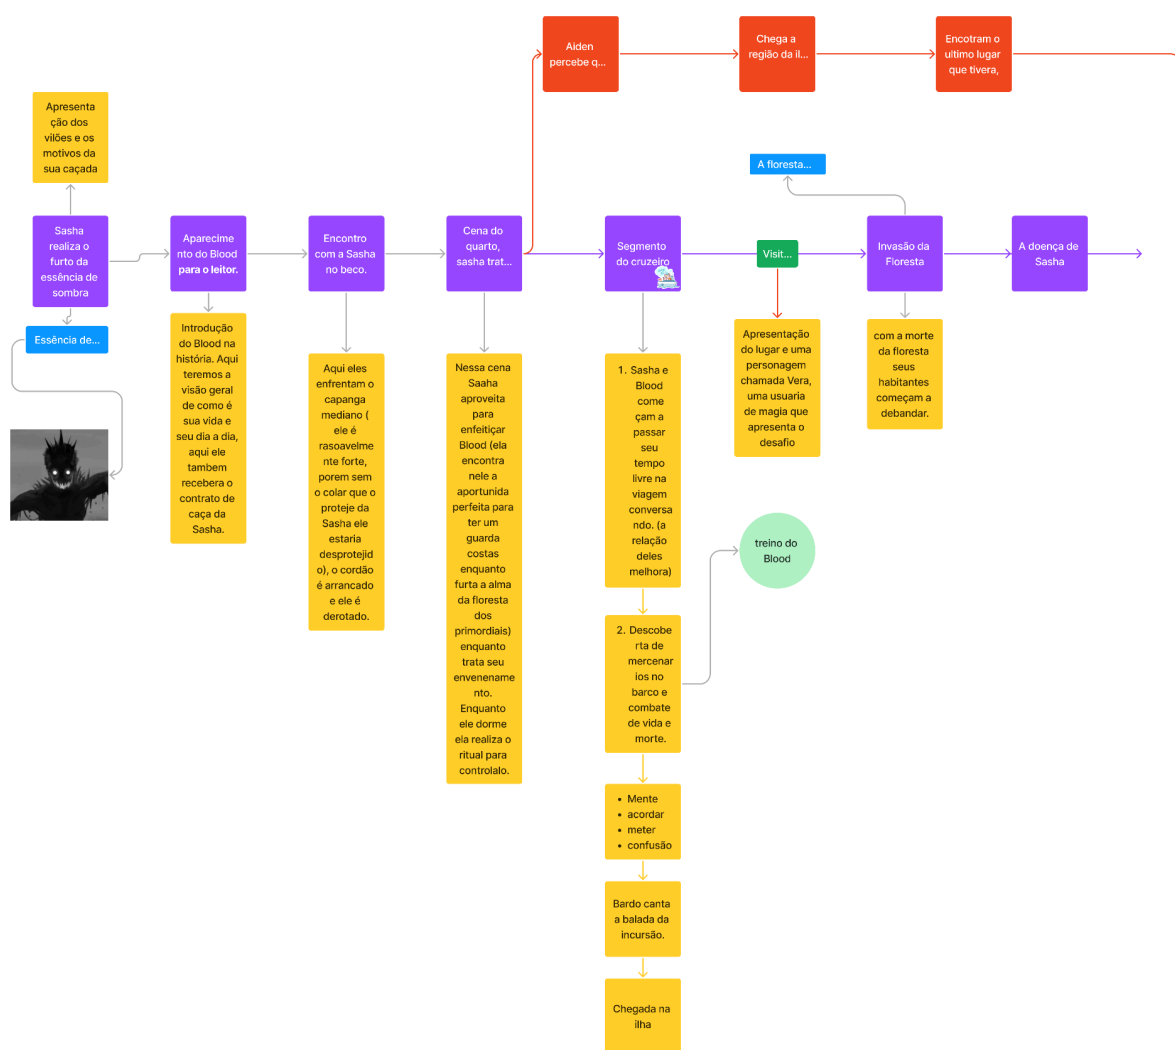 Aiden
percebe q...
Chega a
região da il...
Encotram o
ultimo lugar
que tivera,
Apresenta
ção dos
vilões e os
motivos da
sua caçada
A floresta...
Sasha
realiza o
furto da
essência de
sombra
Aparecime
nto do Blood
para o leitor.
Encontro
com a Sasha
no beco.
Cena do
quarto,
sasha trat...
Segmento
do cruzeiro
Visit...
Invasão da
Floresta
A doença de
Sasha
Essência de...
Introdução
do Blood na
história. Aqui
teremos a
visão geral
de como é
sua vida e
seu dia a dia,
aqui ele
tambem
recebera o
contrato de
caça da
Sasha.
Aqui eles
enfrentam o
capanga
mediano (
ele é
rasoavelme
nte forte,
porem sem
o colar que o
proteje da
Sasha ele
estaria
desprotejid
o), o cordão
é arrancado
e ele é
derotado.
Nessa cena
Saaha
aproveita
para
enfeitiçar
Blood (ela
encontra
nele a
aportunida
perfeita para
ter um
guarda
costas
enquanto
furta a alma
da floresta
dos
primordiais)
enquanto
trata seu
envenename
nto.
Enquanto
ele dorme
ela realiza o
ritual para
controlalo.
1. Sasha e
Blood
come
çam a
passar
seu
tempo
livre na
viagem
conversa
ndo. (a
relação
deles
melhora)
Apresentação
do lugar e uma
personagem
chamada Vera,
uma usuaria
de magia que
apresenta o
desafio
com a morte
da floresta
seus
habitantes
começam a
debandar.
treino do
Blood
2. Descobe
rta de
mercenar
ios no
barco e
combate
de vida e
morte.
• Mente
• acordar
• meter
• confusão
Bardo canta
a balada da
incursão.
Chegada na
ilha